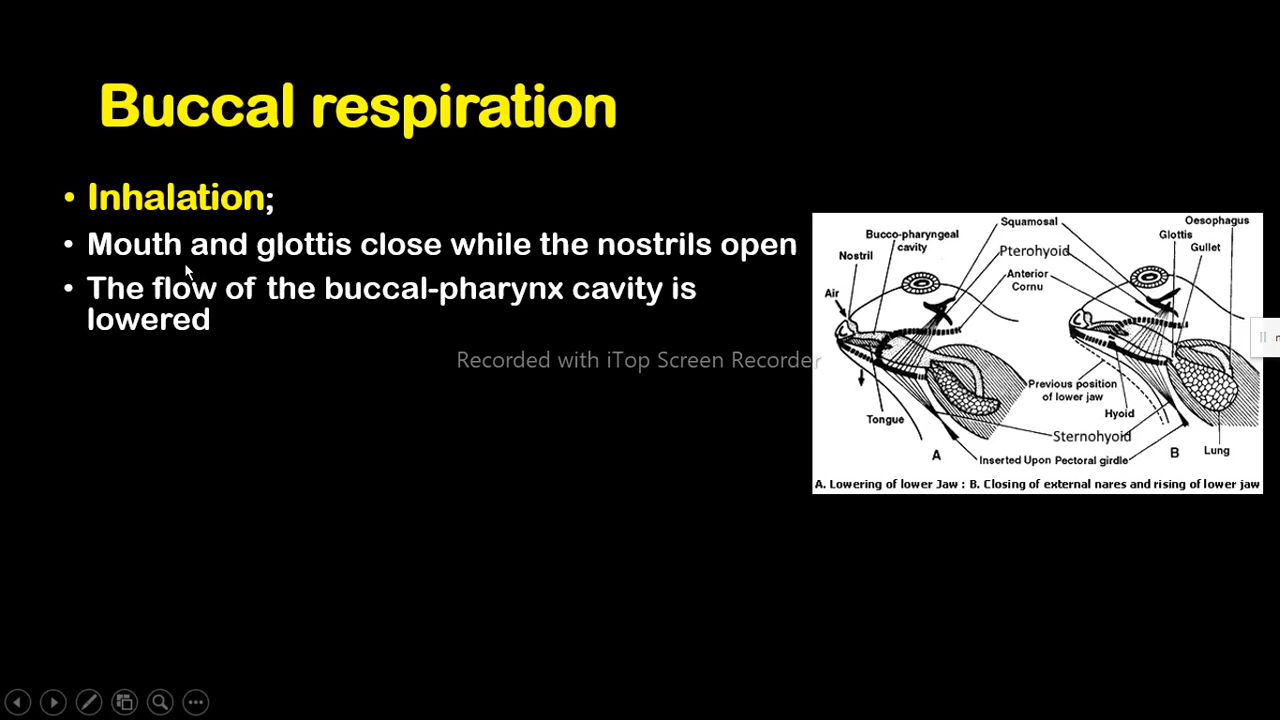 Buccal respiration
• Inhalation;
• Mouth and glottis close while the nostrils open
• The flow of the buccal-pharynx cavity is
lowered
Recorded with iTop Screen Recorder
Squamosal
Oesophagus
Bucco-pharyngeal
cavity
Glottis
Nostril
Pterohyoid
Gullet
Anterior
Cornu
Air
Previous position
of lower jaw
Hyoid
Tongue
Sternohyoid
Lung
A
Inserted Upon Pectoral girdle
B
A. Lowering of lower Jaw : B. Closing of external nares and rising of lower jaw